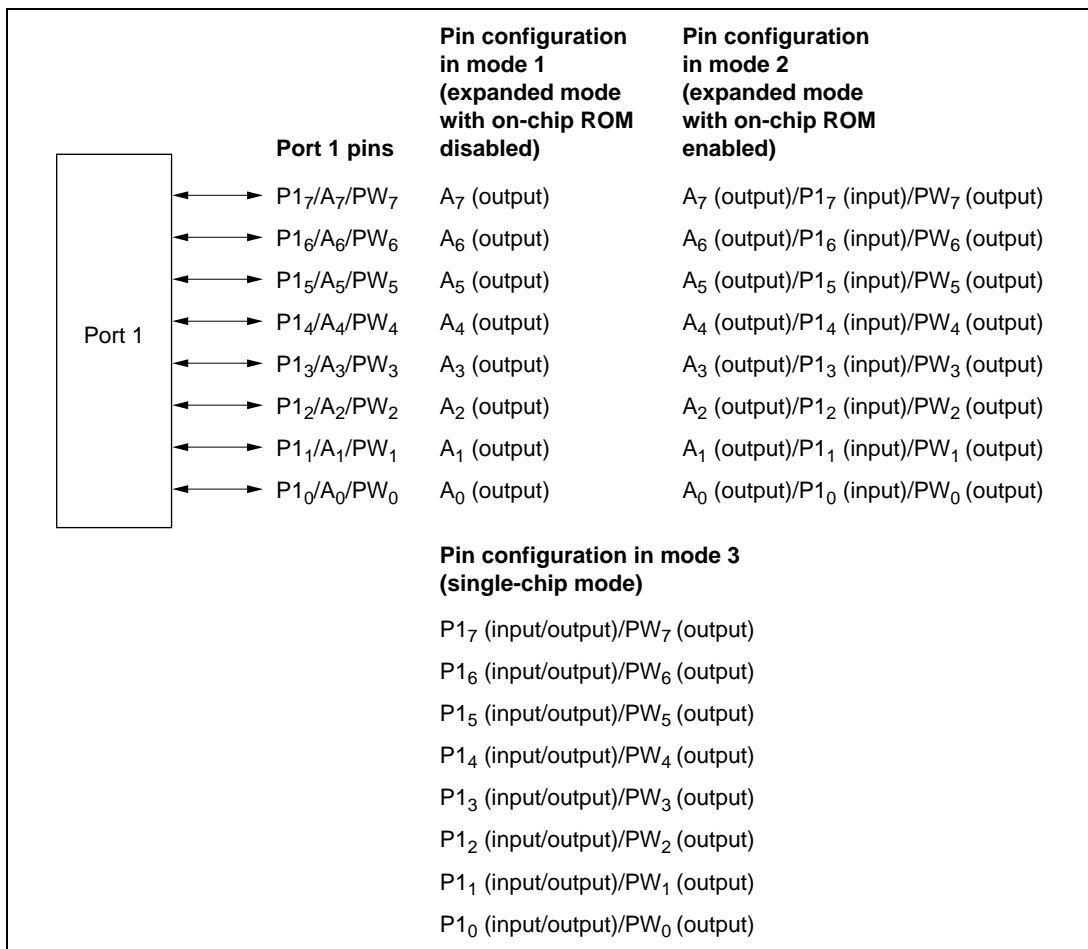 Pin configuration in mode 1 (expanded mode with on-chip ROM disabled)
Pin configuration in mode 2 (expanded mode with on-chip ROM enabled)
Port 1 pins
Port 1
P1₇/A₇/PW₇ A₇ (output) A₇ (output)/P1₇ (input)/PW₇ (output)
P1₆/A₆/PW₆ A₆ (output) A₆ (output)/P1₆ (input)/PW₆ (output)
P1₅/A₅/PW₅ A₅ (output) A₅ (output)/P1₅ (input)/PW₅ (output)
P1₄/A₄/PW₄ A₄ (output) A₄ (output)/P1₄ (input)/PW₄ (output)
P1₃/A₃/PW₃ A₃ (output) A₃ (output)/P1₃ (input)/PW₃ (output)
P1₂/A₂/PW₂ A₂ (output) A₂ (output)/P1₂ (input)/PW₂ (output)
P1₁/A₁/PW₁ A₁ (output) A₁ (output)/P1₁ (input)/PW₁ (output)
P1₀/A₀/PW₀ A₀ (output) A₀ (output)/P1₀ (input)/PW₀ (output)
Pin configuration in mode 3
(single-chip mode)
P1₇ (input/output)/PW₇ (output)
P1₆ (input/output)/PW₆ (output)
P1₅ (input/output)/PW₅ (output)
P1₄ (input/output)/PW₄ (output)
P1₃ (input/output)/PW₃ (output)
P1₂ (input/output)/PW₂ (output)
P1₁ (input/output)/PW₁ (output)
P1₀ (input/output)/PW₀ (output)